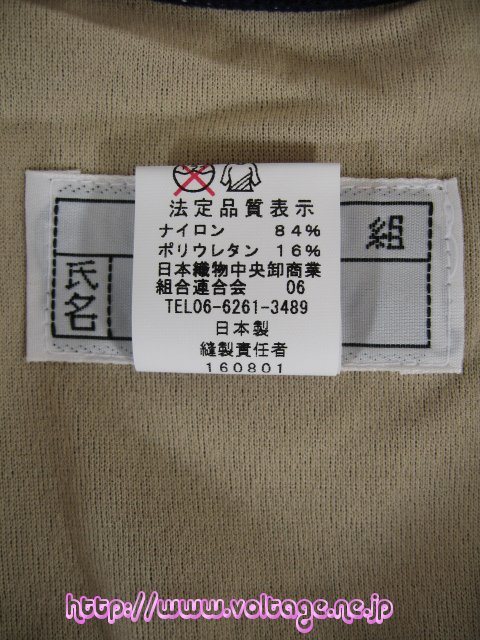 法定品質表示
ナイロン 84%
ポリウレタン 16%
日本織物中央卸商業
組合連合会 06
TEL06-6261-3489
日本製
縫製責任者
160801
組
氏名
http://www.voltage.ne.jp